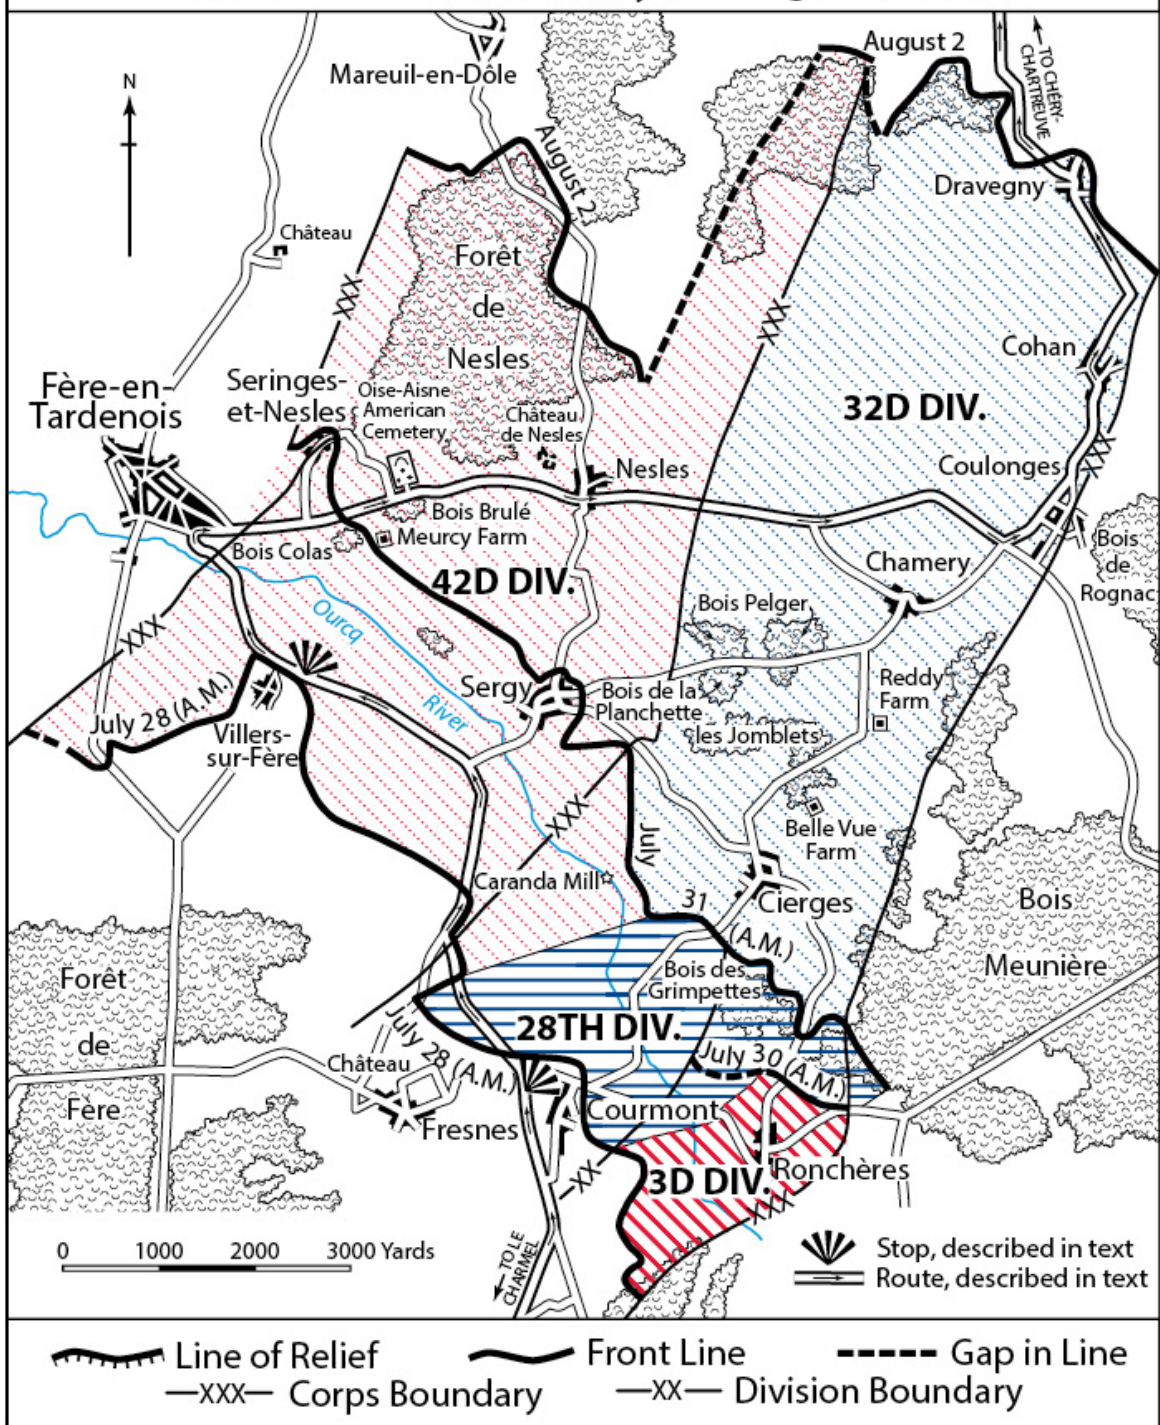 August 2
TO CHÉRY-
CHARTREUVE
Mareuil-en-Dôle
N
August 2
Dravegny
Château
XXX
Forêt
de
Nesles
XXX
Cohan
Fère-en-
Tardenois
Seringes-
et-Nesles
Oise-Aisne
American
Cemetery
Château
de Nesles
32D DIV.
XXX
Nesles
Coulonges
Bois Brulé
Meurcy Farm
Bois Colas
Bois
de
Rognac
Chamery
42D DIV.
Bois Pelger
Ourcq
River
XXX
Sergy
Bois de la
Planchette
Reddy
Farm
les Jomblets
July 28 (A.M.)
Villers-
sur-Fère
XXX
July
31
(A.M.)
Belle Vue
Farm
Caranda Mill
Cierges
Bois
Meunière
Forêt
de
Fère
Bois des
Grimpettes
28TH DIV.
July 28 (A.M.)
July 30 (A.M.)
Château
Fresnes
Courmont
XX
3D DIV.
Ronchères
XXX
TO LE
CHARMEL
0 1000 2000 3000 Yards
Stop, described in text
Route, described in text
Line of Relief
Front Line
Gap in Line
XXX Corps Boundary
XX Division Boundary